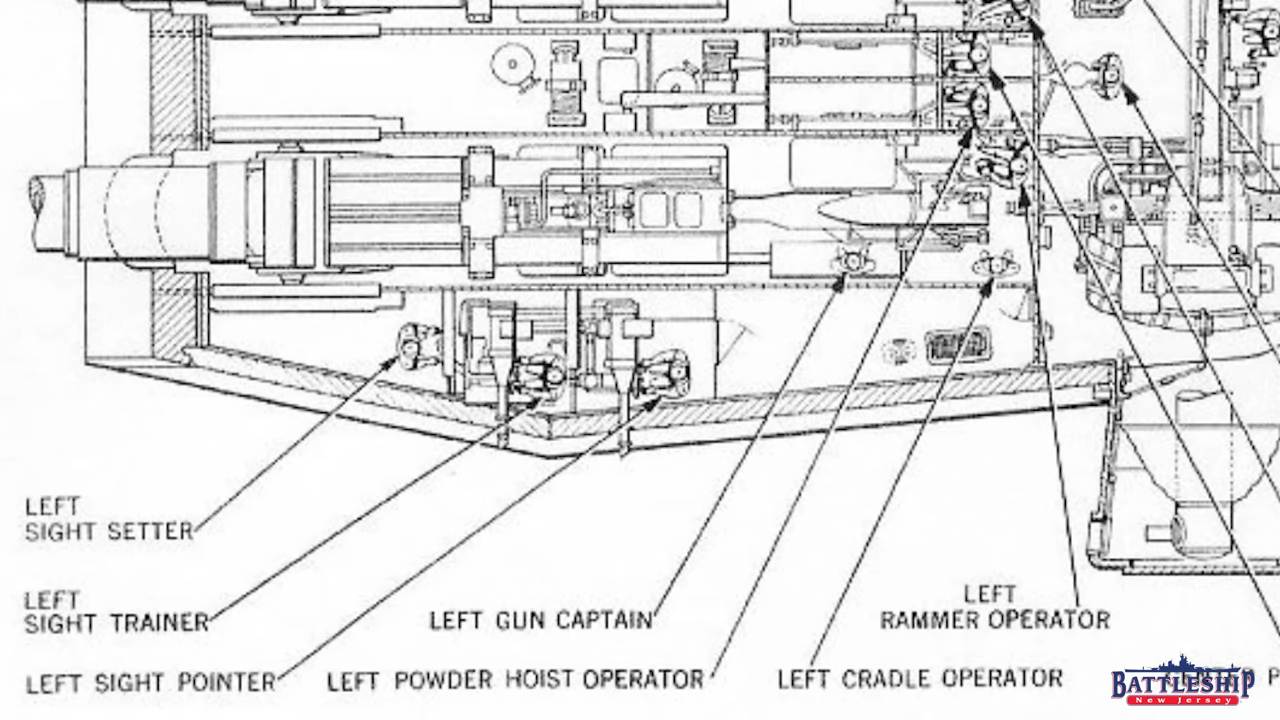 LEFT
SIGHT SETTER
LEFT
SIGHT TRAINER
LEFT SIGHT POINTER
LEFT GUN CAPTAIN
LEFT POWDER HOIST OPERATOR
LEFT CRADLE OPERATOR
LEFT
RAMMER OPERATOR
BATTLESHIP
New Jersey